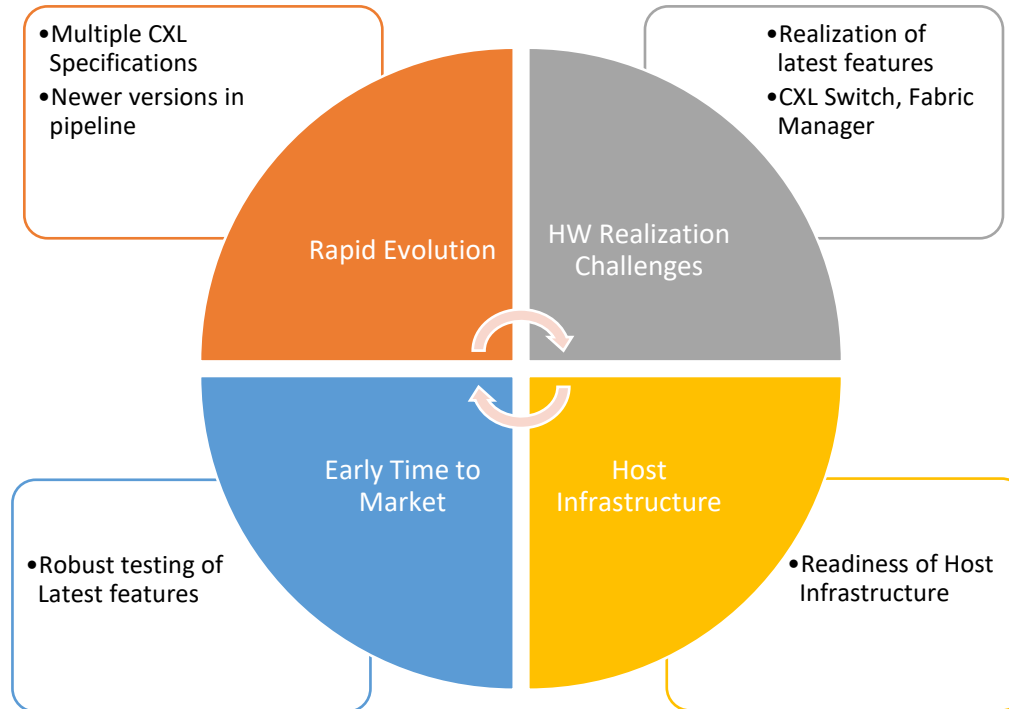 •Multiple CXL
Specifications
•Newer versions in
pipeline
•Realization of
latest features
•CXL Switch, Fabric
Manager
Rapid Evolution
HW Realization
Challenges
Early Time to
Market
Host
Infrastructure
•Robust testing of
Latest features
•Readiness of Host
Infrastructure